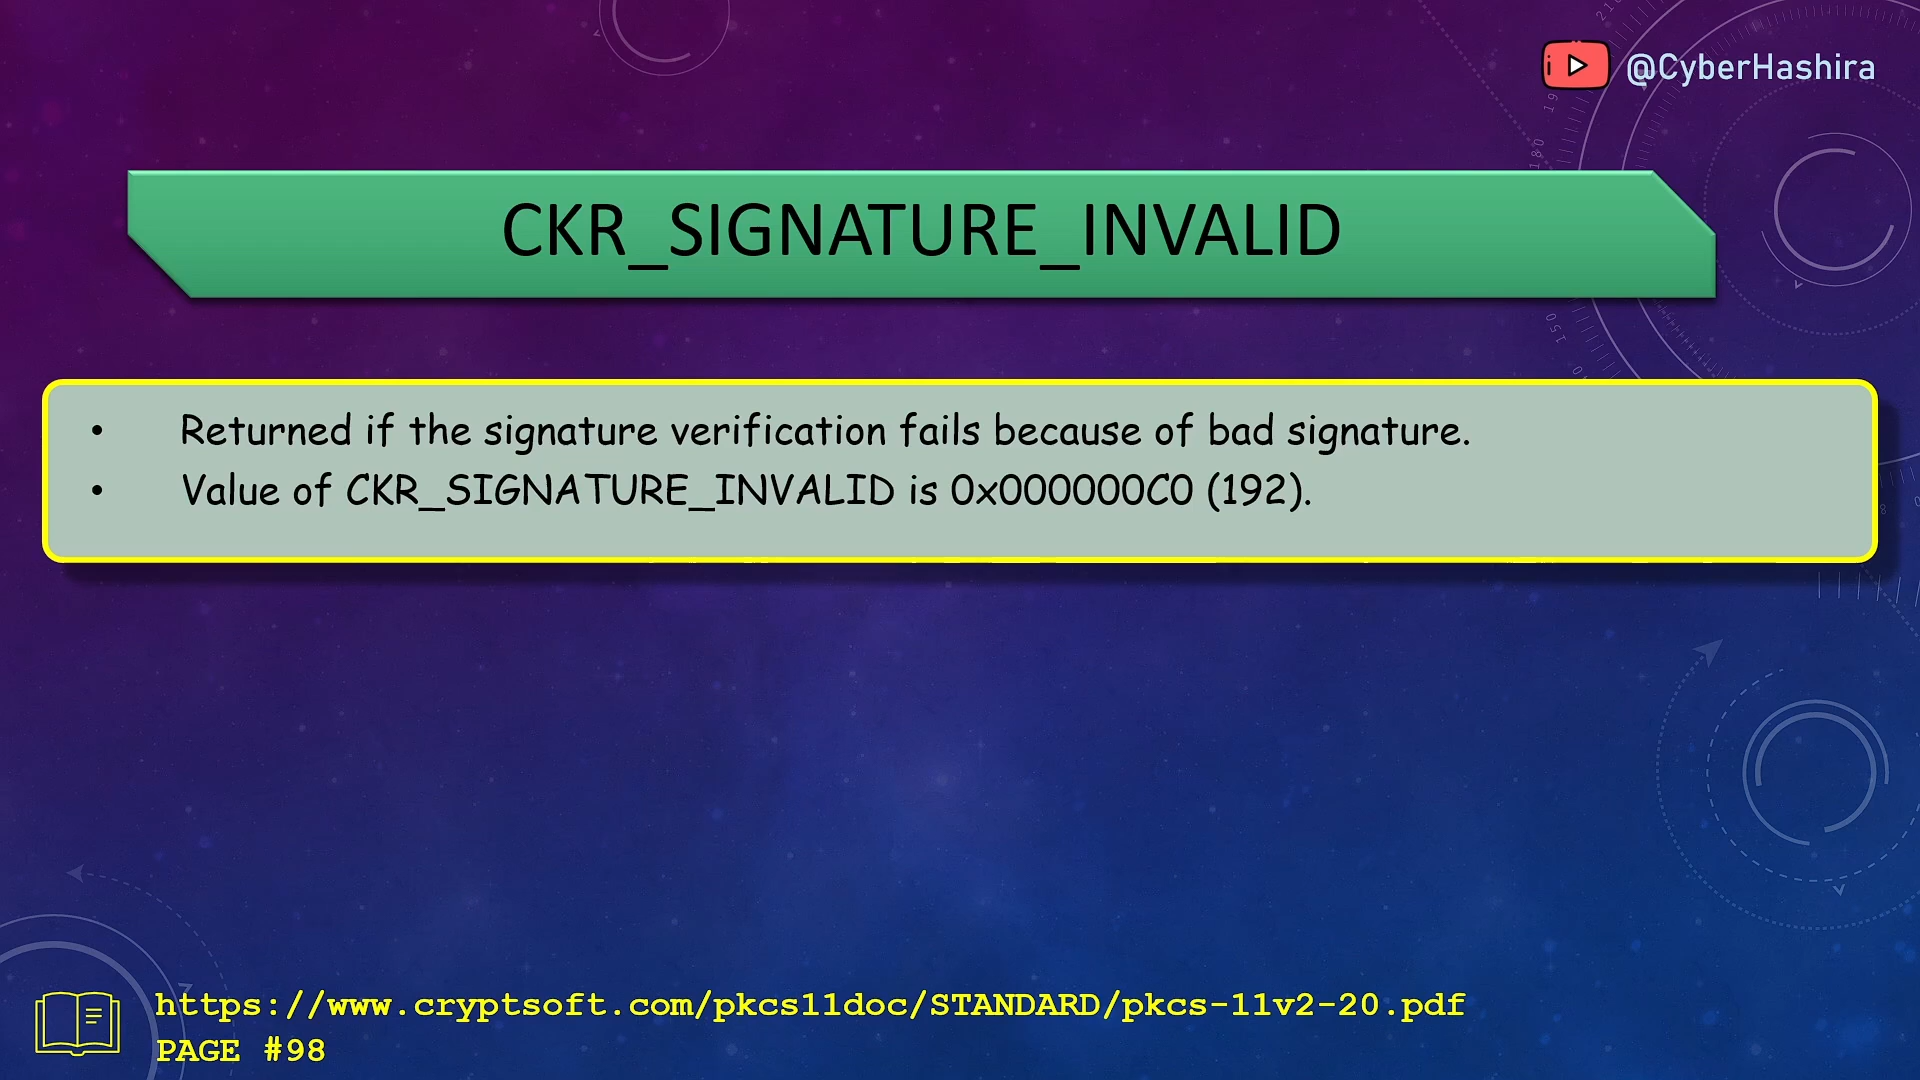 @CyberHashira
CKR_SIGNATURE_INVALID
• Returned if the signature verification fails because of bad signature.
• Value of CKR_SIGNATURE_INVALID is 0x000000C0 (192).
https://www.cryptsoft.com/pkcs11doc/STANDARD/pkcs-11v2-20.pdf
PAGE #98